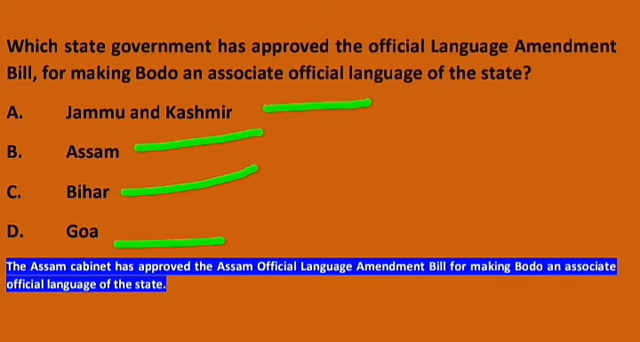 Which state government has approved the official Language Amendment
Bill, for making Bodo an associate official language of the state?
A. Jammu and Kashmir
B. Assam
C. Bihar
D. Goa
The Assam cabinet has approved the Assam Official Language Amendment Bill for making Bodo an associate
official language of the state.